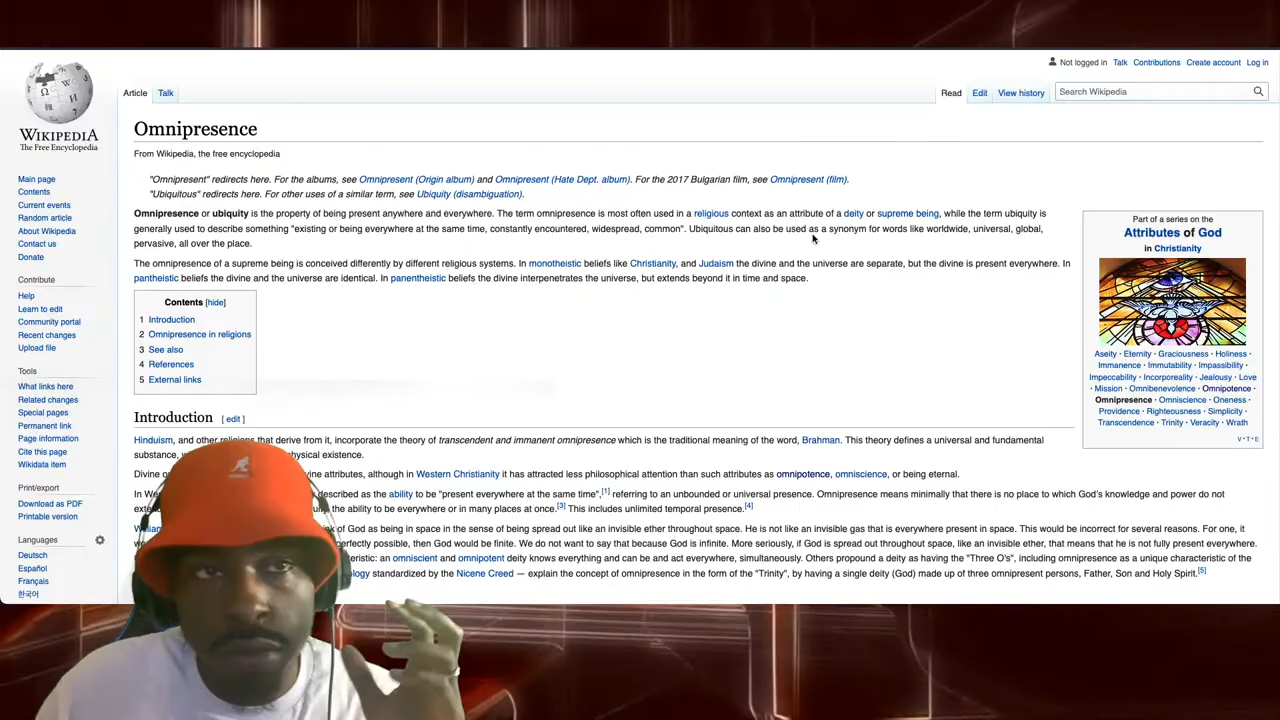 Not logged in Talk Contributions Create account Log in
Article Talk
Read Edit View history Search Wikipedia
WIKIPEDIA
The Free Encyclopedia
Main page
Contents
Current events
Random article
About Wikipedia
Contact us
Donate
Contribute
Help
Learn to edit
Community portal
Recent changes
Upload file
Tools
What links here
Related changes
Special pages
Permanent link
Page information
Cite this page
Wikidata item
Print/export
Download as PDF
Printable version
Languages
Deutsch
Español
Français
한국어
Omnipresence
From Wikipedia, the free encyclopedia
"Omnipresent" redirects here. For the albums, see Omnipresent (Origin album) and Omnipresent (Hate Dept. album). For the 2017 Bulgarian film, see Omnipresent (film).
"Ubiquitous" redirects here. For other uses of a similar term, see Ubiquity (disambiguation).
Omnipresence or ubiquity is the property of being present anywhere and everywhere. The term omnipresence is most often used in a religious context as an attribute of a deity or supreme being, while the term ubiquity is
generally used to describe something "existing or being everywhere at the same time, constantly encountered, widespread, common". Ubiquitous can also be used as a synonym for words like worldwide, universal, global,
pervasive, all over the place.
The omnipresence of a supreme being is conceived differently by different religious systems. In monotheistic beliefs like Christianity, and Judaism the divine and the universe are separate, but the divine is present everywhere. In
pantheistic beliefs the divine and the universe are identical. In panentheistic beliefs the divine interpenetrates the universe, but extends beyond it in time and space.
Contents [hide]
1 Introduction
2 Omnipresence in religions
3 See also
4 References
5 External links
Part of a series on the
Attributes of God
in Christianity
Aseity · Eternity · Graciousness · Holiness ·
Immanence · Immutability · Impassibility ·
Impeccability · Incorporeality · Jealousy · Love
· Mission · Omnibenevolence · Omnipotence ·
Omnipresence · Omniscience · Oneness ·
Providence · Righteousness · Simplicity ·
Transcendence · Trinity · Veracity · Wrath
V · T · E
Introduction [ edit ]
Hinduism, and other religions that derive from it, incorporate the theory of transcendent and immanent omnipresence which is the traditional meaning of the word, Brahman. This theory defines a universal and fundamental
substance, physical existence.
Divine attributes, although in Western Christianity it has attracted less philosophical attention than such attributes as omnipotence, omniscience, or being eternal.
In described as the ability to be "present everywhere at the same time",[1] referring to an unbounded or universal presence. Omnipresence means minimally that there is no place to which God's knowledge and power do not
the ability to be everywhere or in many places at once.[3] This includes unlimited temporal presence.[4]
of God as being in space in the sense of being spread out like an invisible ether throughout space. He is not like an invisible gas that is everywhere present in space. This would be incorrect for several reasons. For one, it
perfectly possible, then God would be finite. We do not want to say that because God is infinite. More seriously, if God is spread out throughout space, like an invisible ether, that means that he is not fully present everywhere.
an omniscient and omnipotent deity knows everything and can be and act everywhere, simultaneously. Others propound a deity as having the "Three O's", including omnipresence as a unique characteristic of the
standardized by the Nicene Creed — explain the concept of omnipresence in the form of the "Trinity", by having a single deity (God) made up of three omnipresent persons, Father, Son and Holy Spirit.[5]